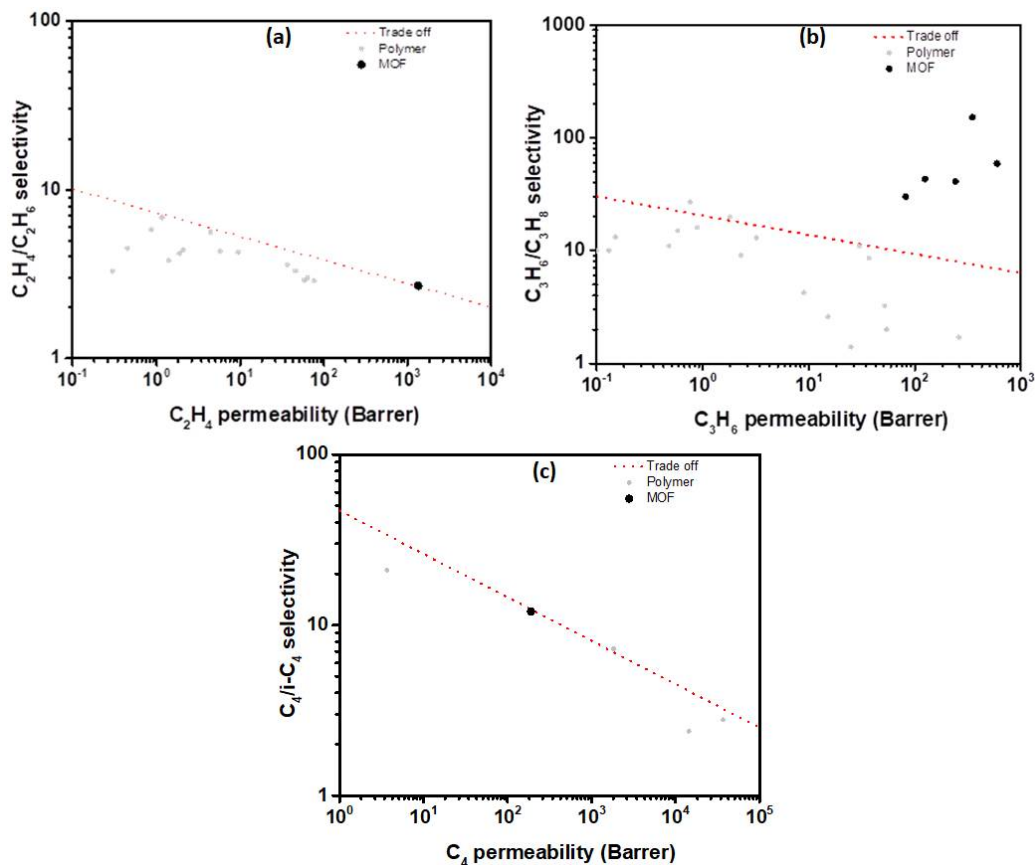 (a)
Trade off
Polymer
MOF
100
10
1
C₂H₄/C₂H₆ selectivity
10⁻¹ 10⁰ 10¹ 10² 10³ 10⁴
C₂H₄ permeability (Barrer)
(b)
Trade off
Polymer
MOF
1000
100
10
1
C₃H₆/C₃H₈ selectivity
10⁻¹ 10⁰ 10¹ 10² 10³
C₃H₆ permeability (Barrer)
(c)
Trade off
Polymer
MOF
100
10
1
C₄/i-C₄ selectivity
10⁰ 10¹ 10² 10³ 10⁴ 10⁵
C₄ permeability (Barrer)